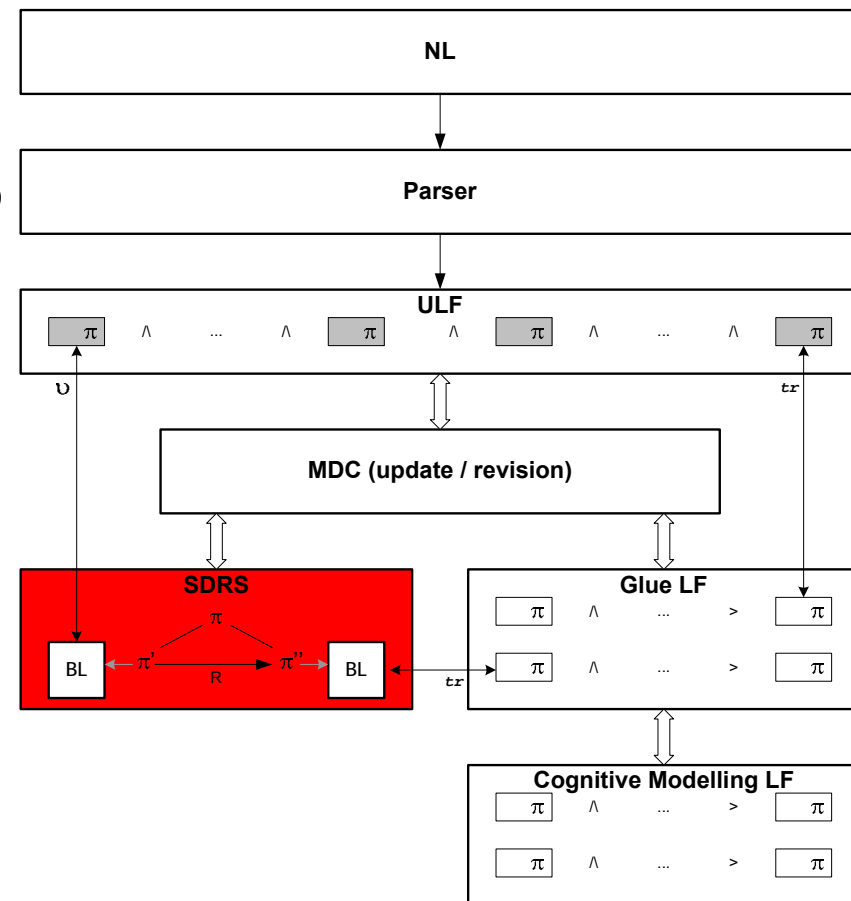 NL
)
Parser
ULF
π /\ ... /\ π /\ π /\ ... /\ π
υ tr
MDC (update / revision)
SDRS
π
BL π' R π'' BL
tr
Glue LF
π /\ ... > π
π /\ ... > π
Cognitive Modelling LF
π /\ ... > π
π /\ ... > π